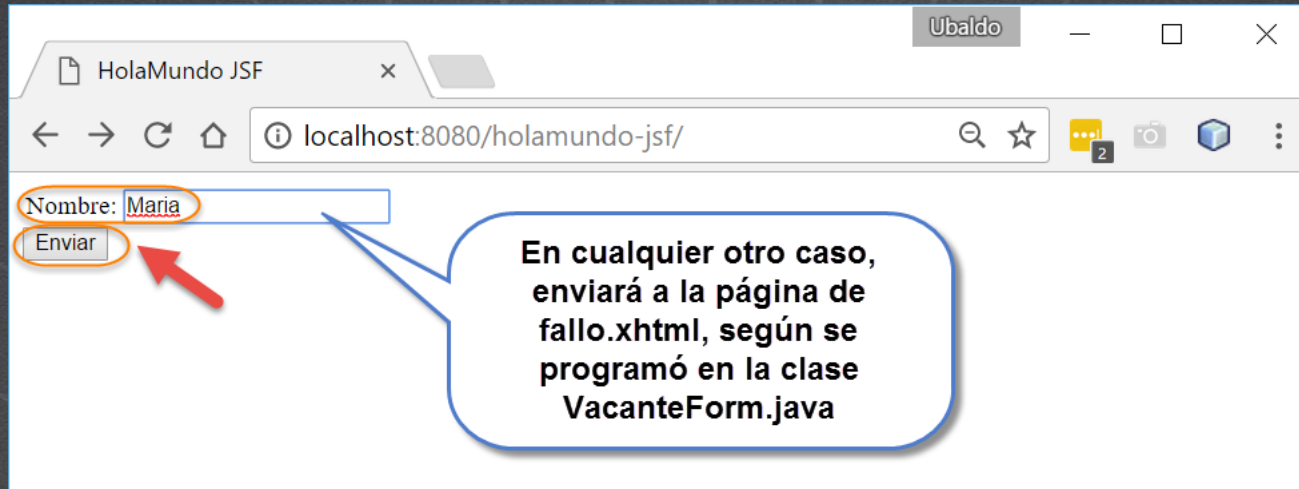 Ubaldo
HolaMundo JSF
localhost:8080/holamundo-jsf/
2
Nombre: Maria
Enviar
En cualquier otro caso,
enviará a la página de
fallo.xhtml, según se
programó en la clase
VacanteForm.java